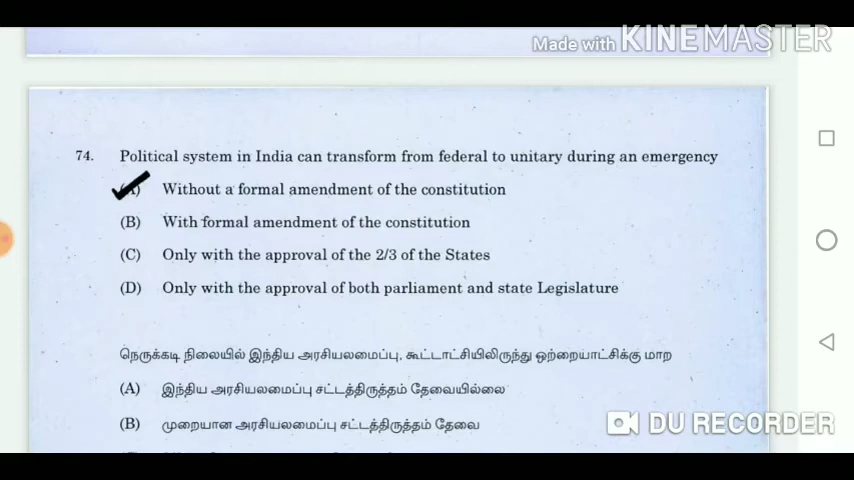 Made with KINEMASTER
74. Political system in India can transform from federal to unitary during an emergency
(A) Without a formal amendment of the constitution
(B) With formal amendment of the constitution
(C) Only with the approval of the 2/3 of the States
(D) Only with the approval of both parliament and state Legislature
நெருக்கடி நிலையில் இந்திய அரசியலமைப்பு, கூட்டாட்சியிலிருந்து ஒற்றையாட்சிக்கு மாற
(A) இந்திய அரசியலமைப்பு சட்டத்திருத்தம் தேவையில்லை
(B) முறையான அரசியலமைப்பு சட்டத்திருத்தம் தேவை
DU RECORDER